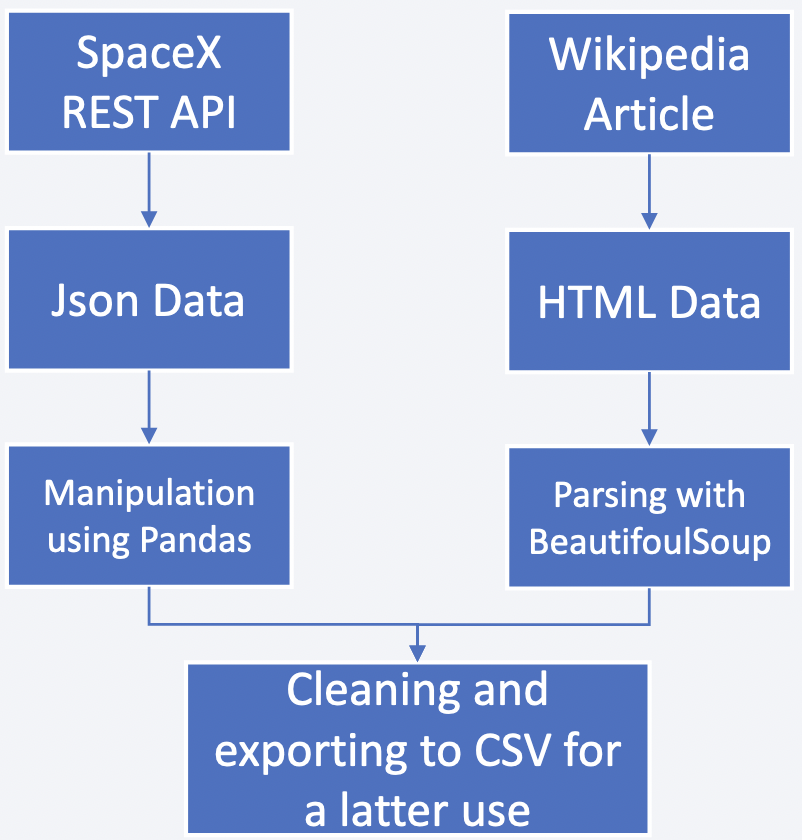 SpaceX
REST API
Wikipedia
Article
Json Data
HTML Data
Manipulation
using Pandas
Parsing with
BeautifoulSoup
Cleaning and
exporting to CSV for
a latter use